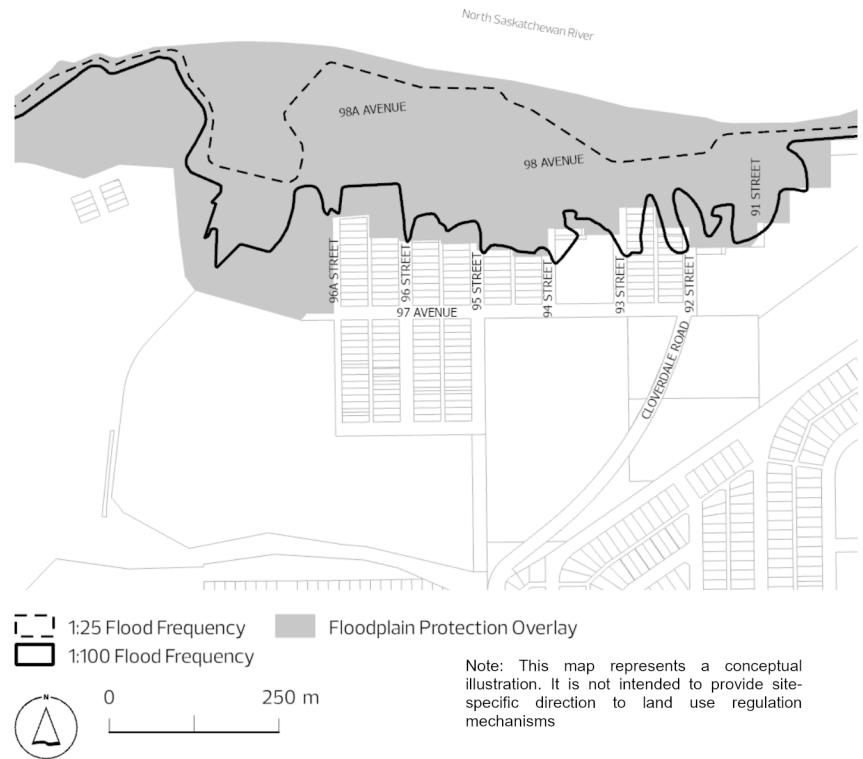 North Saskatchewan River
98A AVENUE
98 AVENUE
91 STREET
96A STREET
96 STREET
95 STREET
94 STREET
93 STREET
92 STREET
97 AVENUE
CLOVERDALE ROAD
1:25 Flood Frequency
Floodplain Protection Overlay
1:100 Flood Frequency
Note: This map represents a conceptual
illustration. It is not intended to provide site-
specific direction to land use regulation
mechanisms
N
0
250 m